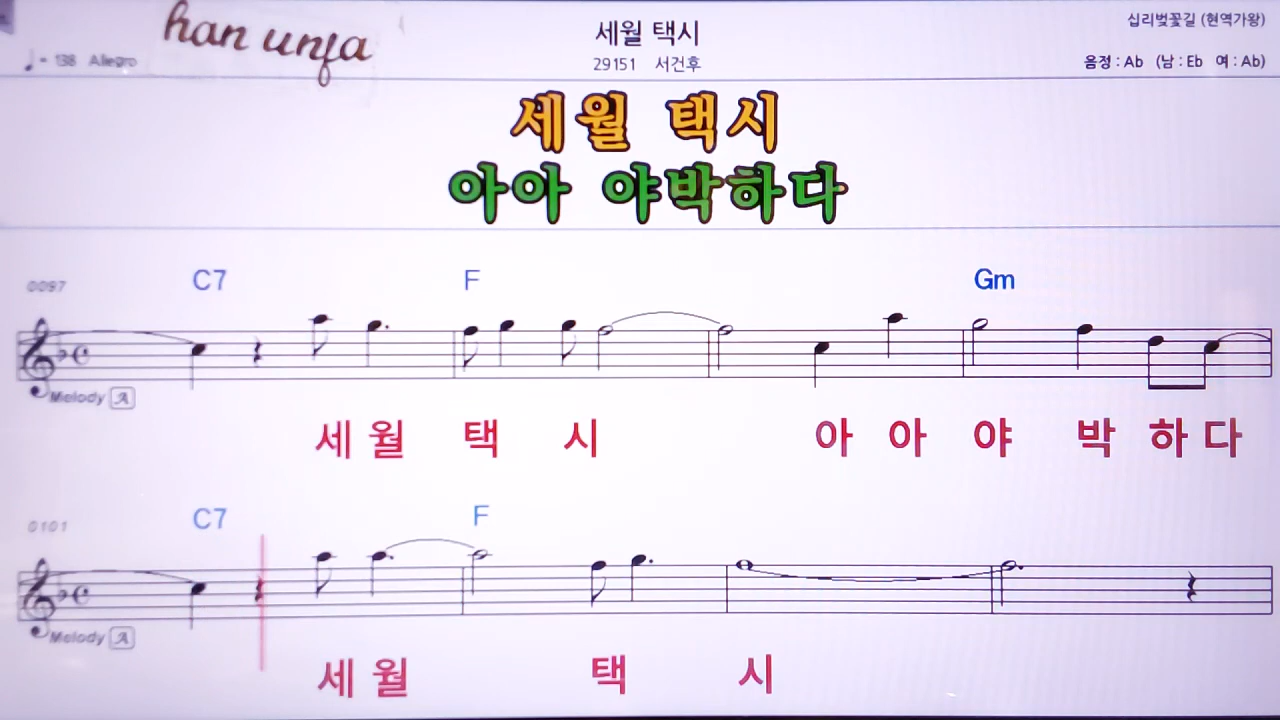 han unja
세월 택시
십리벚꽃길 (현역가왕)
♩= 138 Allegro
29151 서건후
음정 : Ab (남 : Eb 여 : Ab)
세월 택시
아아 야박하다
0097 C7 F Gm
Melody A
세 월 택 시 아 아 야 박 하 다
0101 C7 F
Melody A
세 월 택 시